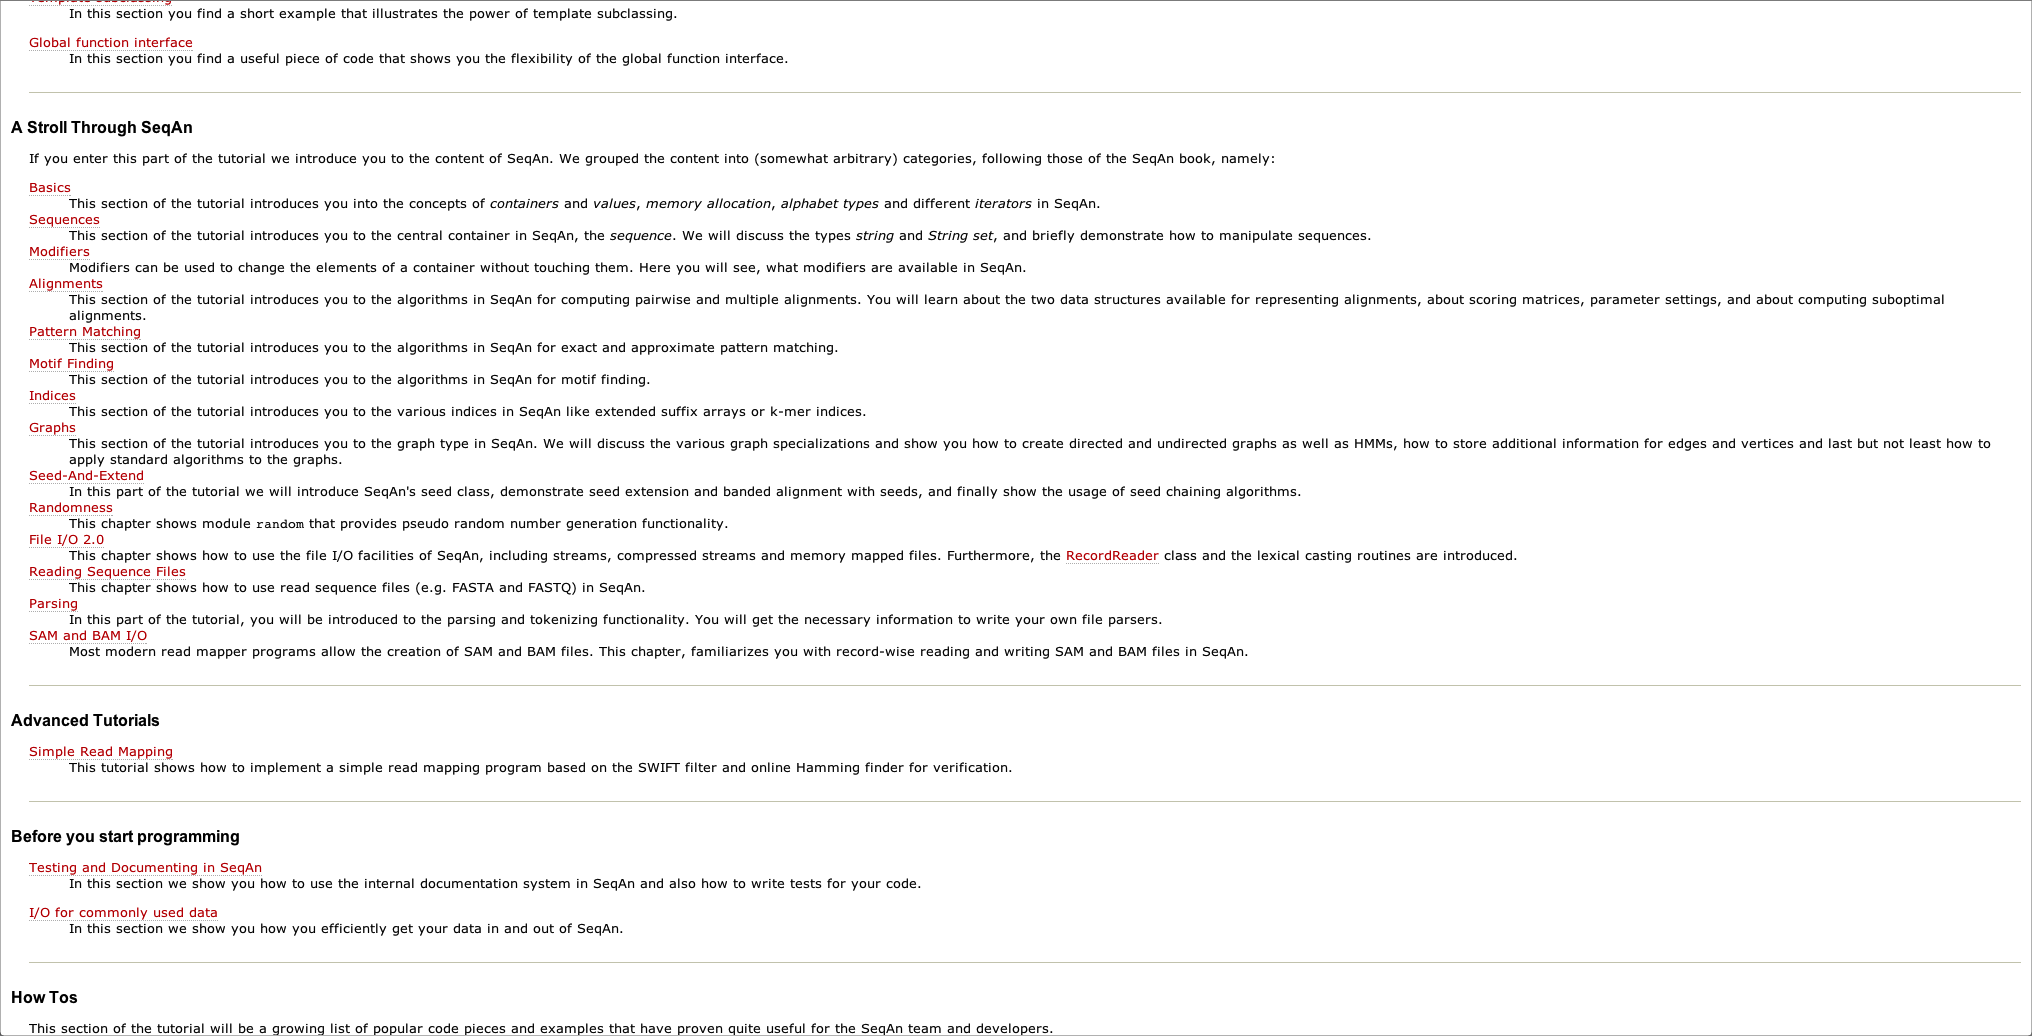 In this section you find a short example that illustrates the power of template subclassing.
Global function interface
In this section you find a useful piece of code that shows you the flexibility of the global function interface.
A Stroll Through SeqAn
If you enter this part of the tutorial we introduce you to the content of SeqAn. We grouped the content into (somewhat arbitrary) categories, following those of the SeqAn book, namely:
Basics
This section of the tutorial introduces you into the concepts of containers and values, memory allocation, alphabet types and different iterators in SeqAn.
Sequences
This section of the tutorial introduces you to the central container in SeqAn, the sequence. We will discuss the types string and String set, and briefly demonstrate how to manipulate sequences.
Modifiers
Modifiers can be used to change the elements of a container without touching them. Here you will see, what modifiers are available in SeqAn.
Alignments
This section of the tutorial introduces you to the algorithms in SeqAn for computing pairwise and multiple alignments. You will learn about the two data structures available for representing alignments, about scoring matrices, parameter settings, and about computing suboptimal
alignments.
Pattern Matching
This section of the tutorial introduces you to the algorithms in SeqAn for exact and approximate pattern matching.
Motif Finding
This section of the tutorial introduces you to the algorithms in SeqAn for motif finding.
Indices
This section of the tutorial introduces you to the various indices in SeqAn like extended suffix arrays or k-mer indices.
Graphs
This section of the tutorial introduces you to the graph type in SeqAn. We will discuss the various graph specializations and show you how to create directed and undirected graphs as well as HMMs, how to store additional information for edges and vertices and last but not least how to
apply standard algorithms to the graphs.
Seed-And-Extend
In this part of the tutorial we will introduce SeqAn's seed class, demonstrate seed extension and banded alignment with seeds, and finally show the usage of seed chaining algorithms.
Randomness
This chapter shows module random that provides pseudo random number generation functionality.
File I/O 2.0
This chapter shows how to use the file I/O facilities of SeqAn, including streams, compressed streams and memory mapped files. Furthermore, the RecordReader class and the lexical casting routines are introduced.
Reading Sequence Files
This chapter shows how to use read sequence files (e.g. FASTA and FASTQ) in SeqAn.
Parsing
In this part of the tutorial, you will be introduced to the parsing and tokenizing functionality. You will get the necessary information to write your own file parsers.
SAM and BAM I/O
Most modern read mapper programs allow the creation of SAM and BAM files. This chapter, familiarizes you with record-wise reading and writing SAM and BAM files in SeqAn.
Advanced Tutorials
Simple Read Mapping
This tutorial shows how to implement a simple read mapping program based on the SWIFT filter and online Hamming finder for verification.
Before you start programming
Testing and Documenting in SeqAn
In this section we show you how to use the internal documentation system in SeqAn and also how to write tests for your code.
I/O for commonly used data
In this section we show you how you efficiently get your data in and out of SeqAn.
How Tos
This section of the tutorial will be a growing list of popular code pieces and examples that have proven quite useful for the SeqAn team and developers.